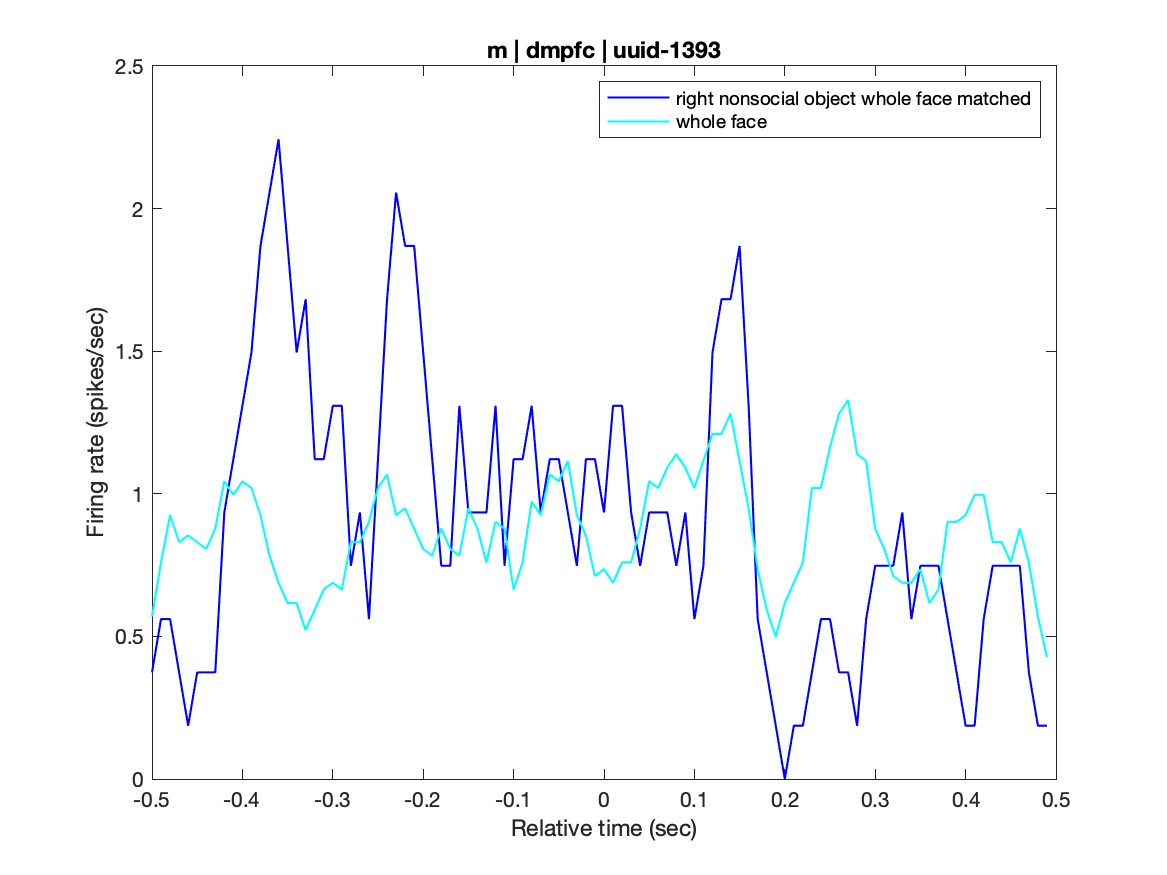 m | dmpfc | uuid-1393
right nonsocial object whole face matched
whole face
Firing rate (spikes/sec)
2.5
2
1.5
1
0.5
0
-0.5 -0.4 -0.3 -0.2 -0.1 0 0.1 0.2 0.3 0.4 0.5
Relative time (sec)